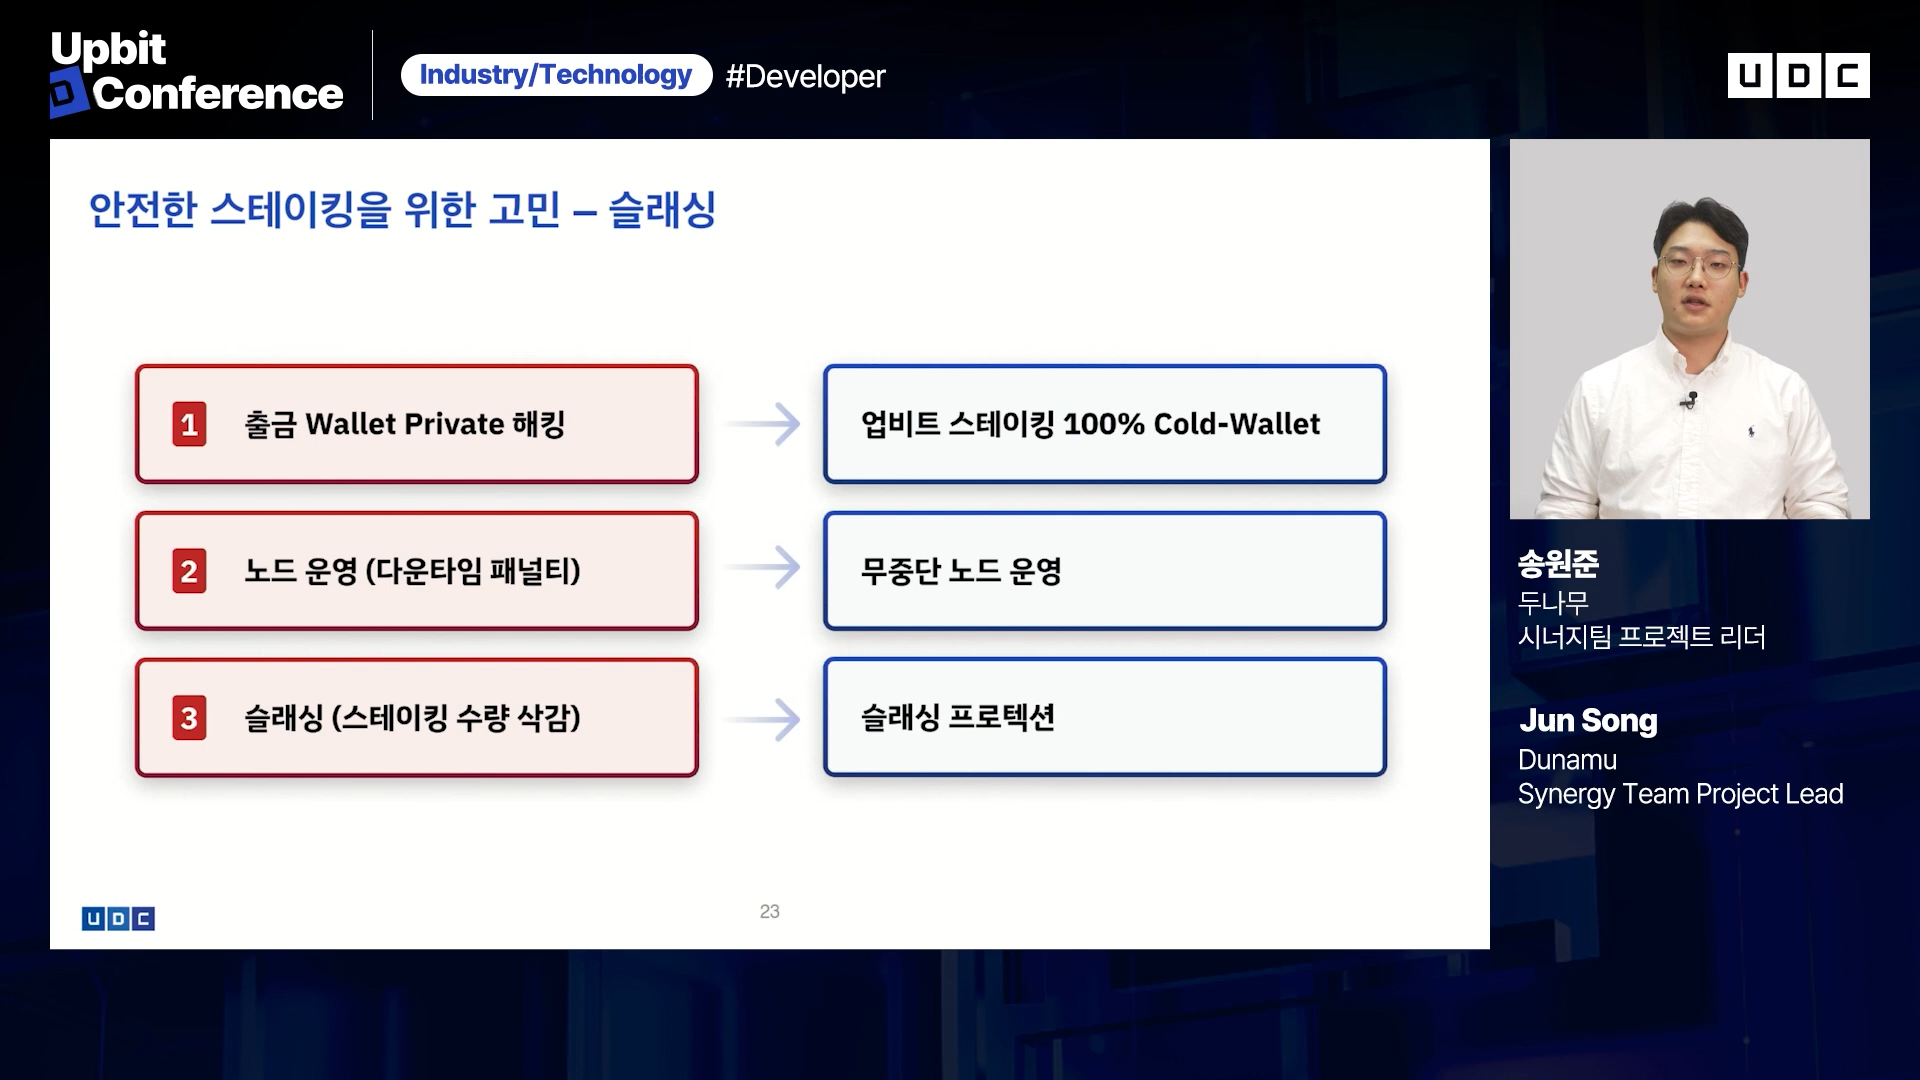 Upbit
D Conference
Industry/Technology #Developer
UDC
안전한 스테이킹을 위한 고민 – 슬래싱
1 출금 Wallet Private 해킹
업비트 스테이킹 100% Cold-Wallet
2 노드 운영 (다운타임 패널티)
무중단 노드 운영
3 슬래싱 (스테이킹 수량 삭감)
슬래싱 프로텍션
UDC
23
송원준
두나무
시너지팀 프로젝트 리더
Jun Song
Dunamu
Synergy Team Project Lead